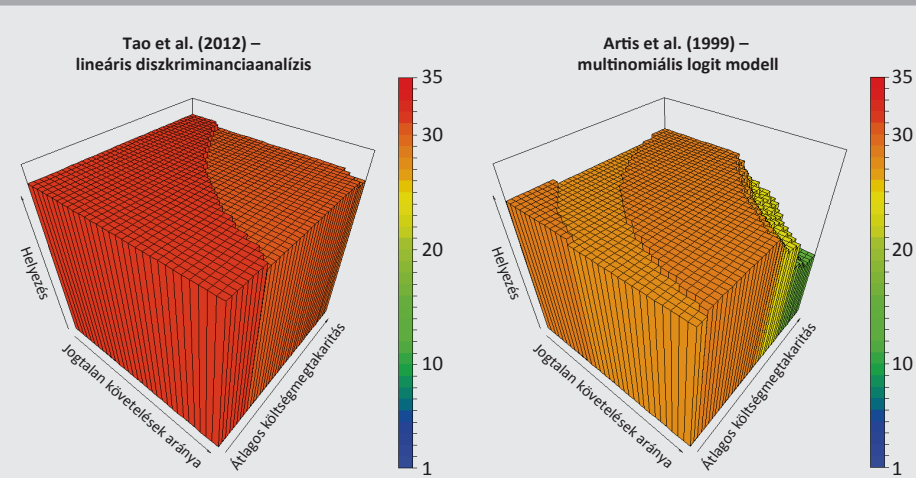 Tao et al. (2012) –
lineáris diszkriminanciaanalízis
35
30
20
10
1
Helyezés
Jogtalan követelések aránya
Átlagos költségmegtakarítás
Artis et al. (1999) –
multinomiális logit modell
35
30
20
10
1
Helyezés
Jogtalan követelések aránya
Átlagos költségmegtakarítás